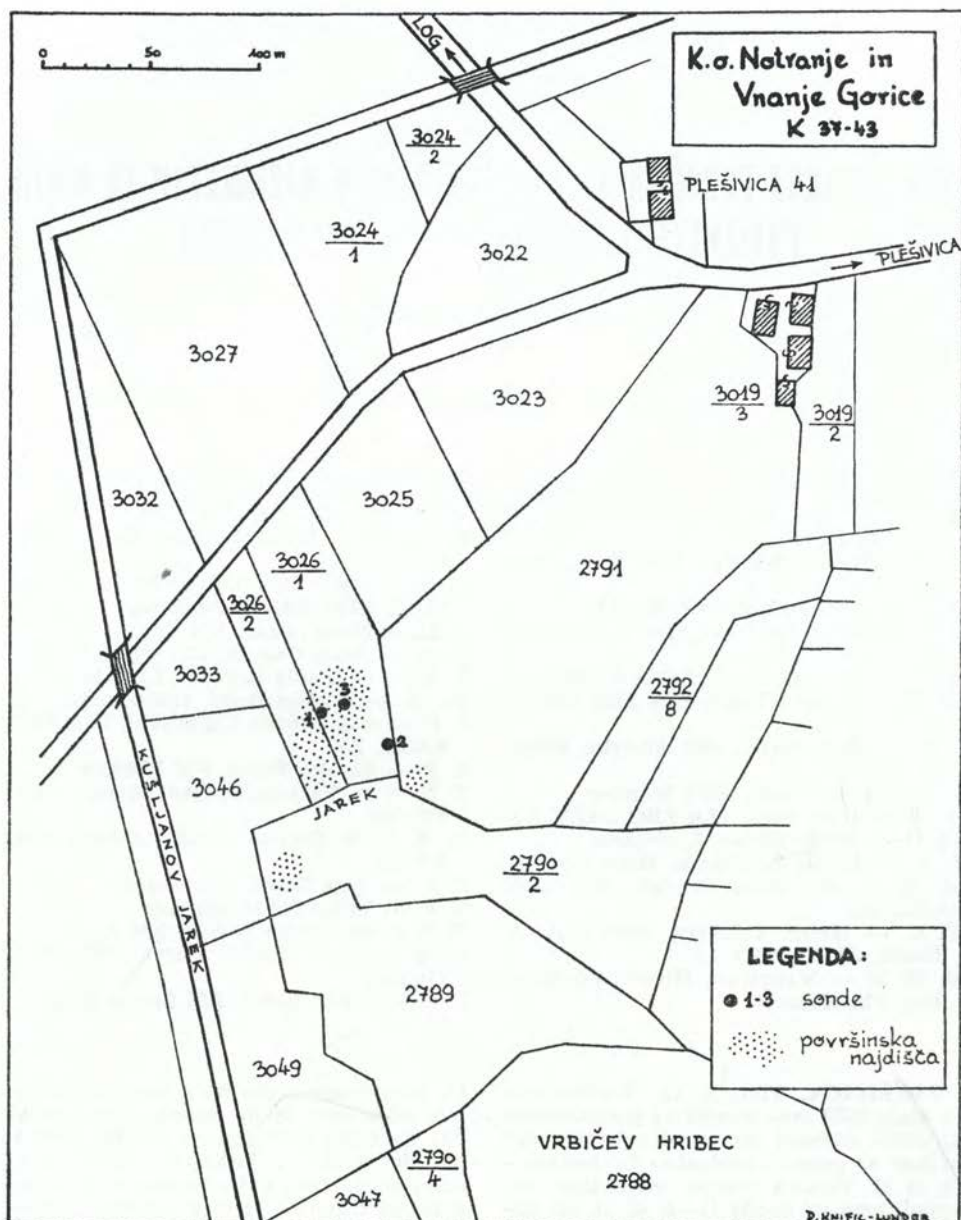 0 50 100 m
LOG
K.o. Notranje in
Vnanje Gorice
K 37-43
PLEŠIVICA 41
PLEŠIVICA
3024
2
3024
1
3022
3027
3023
3019
3
3019
2
3032
3025
3026
1
3026
2
2791
3033
2792
8
3
1
2
3046
JAREK
KUŠLJANOV JAREK
2790
2
LEGENDA:
1-3 sonde
površinska
najdišča
2789
3049
VRBIČEV HRIBEC
2788
2790
4
3047